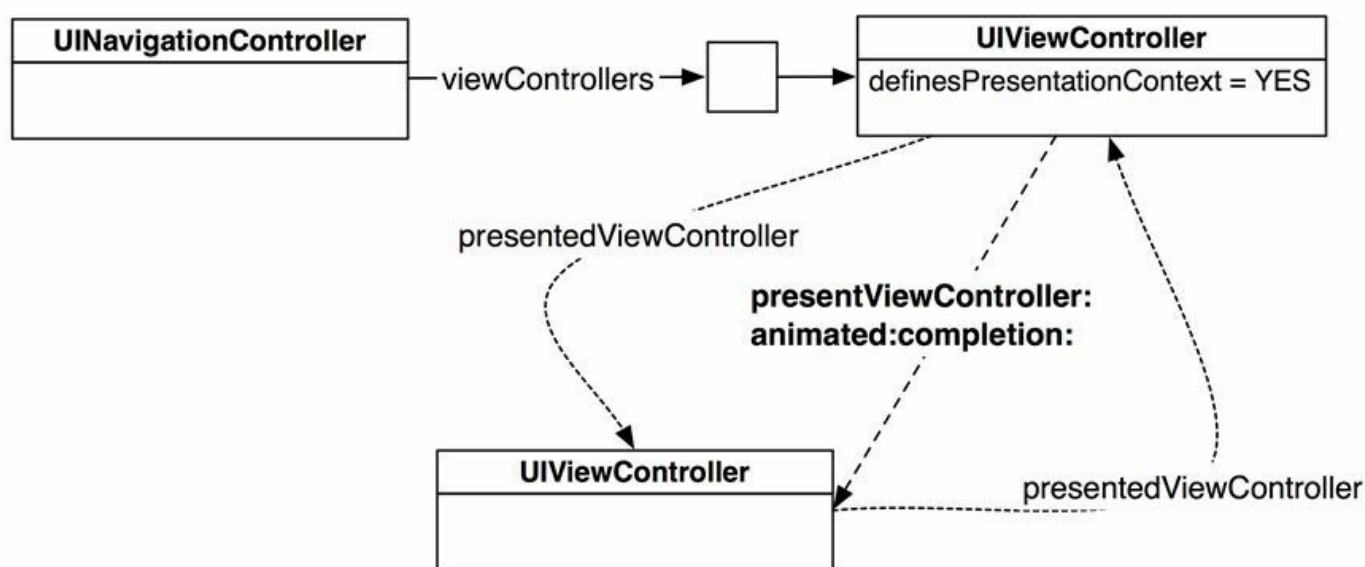 UINavigationController
viewControllers
UIViewController
definesPresentationContext = YES
presentedViewController
presentViewController:
animated:completion:
UIViewController
presentedViewController